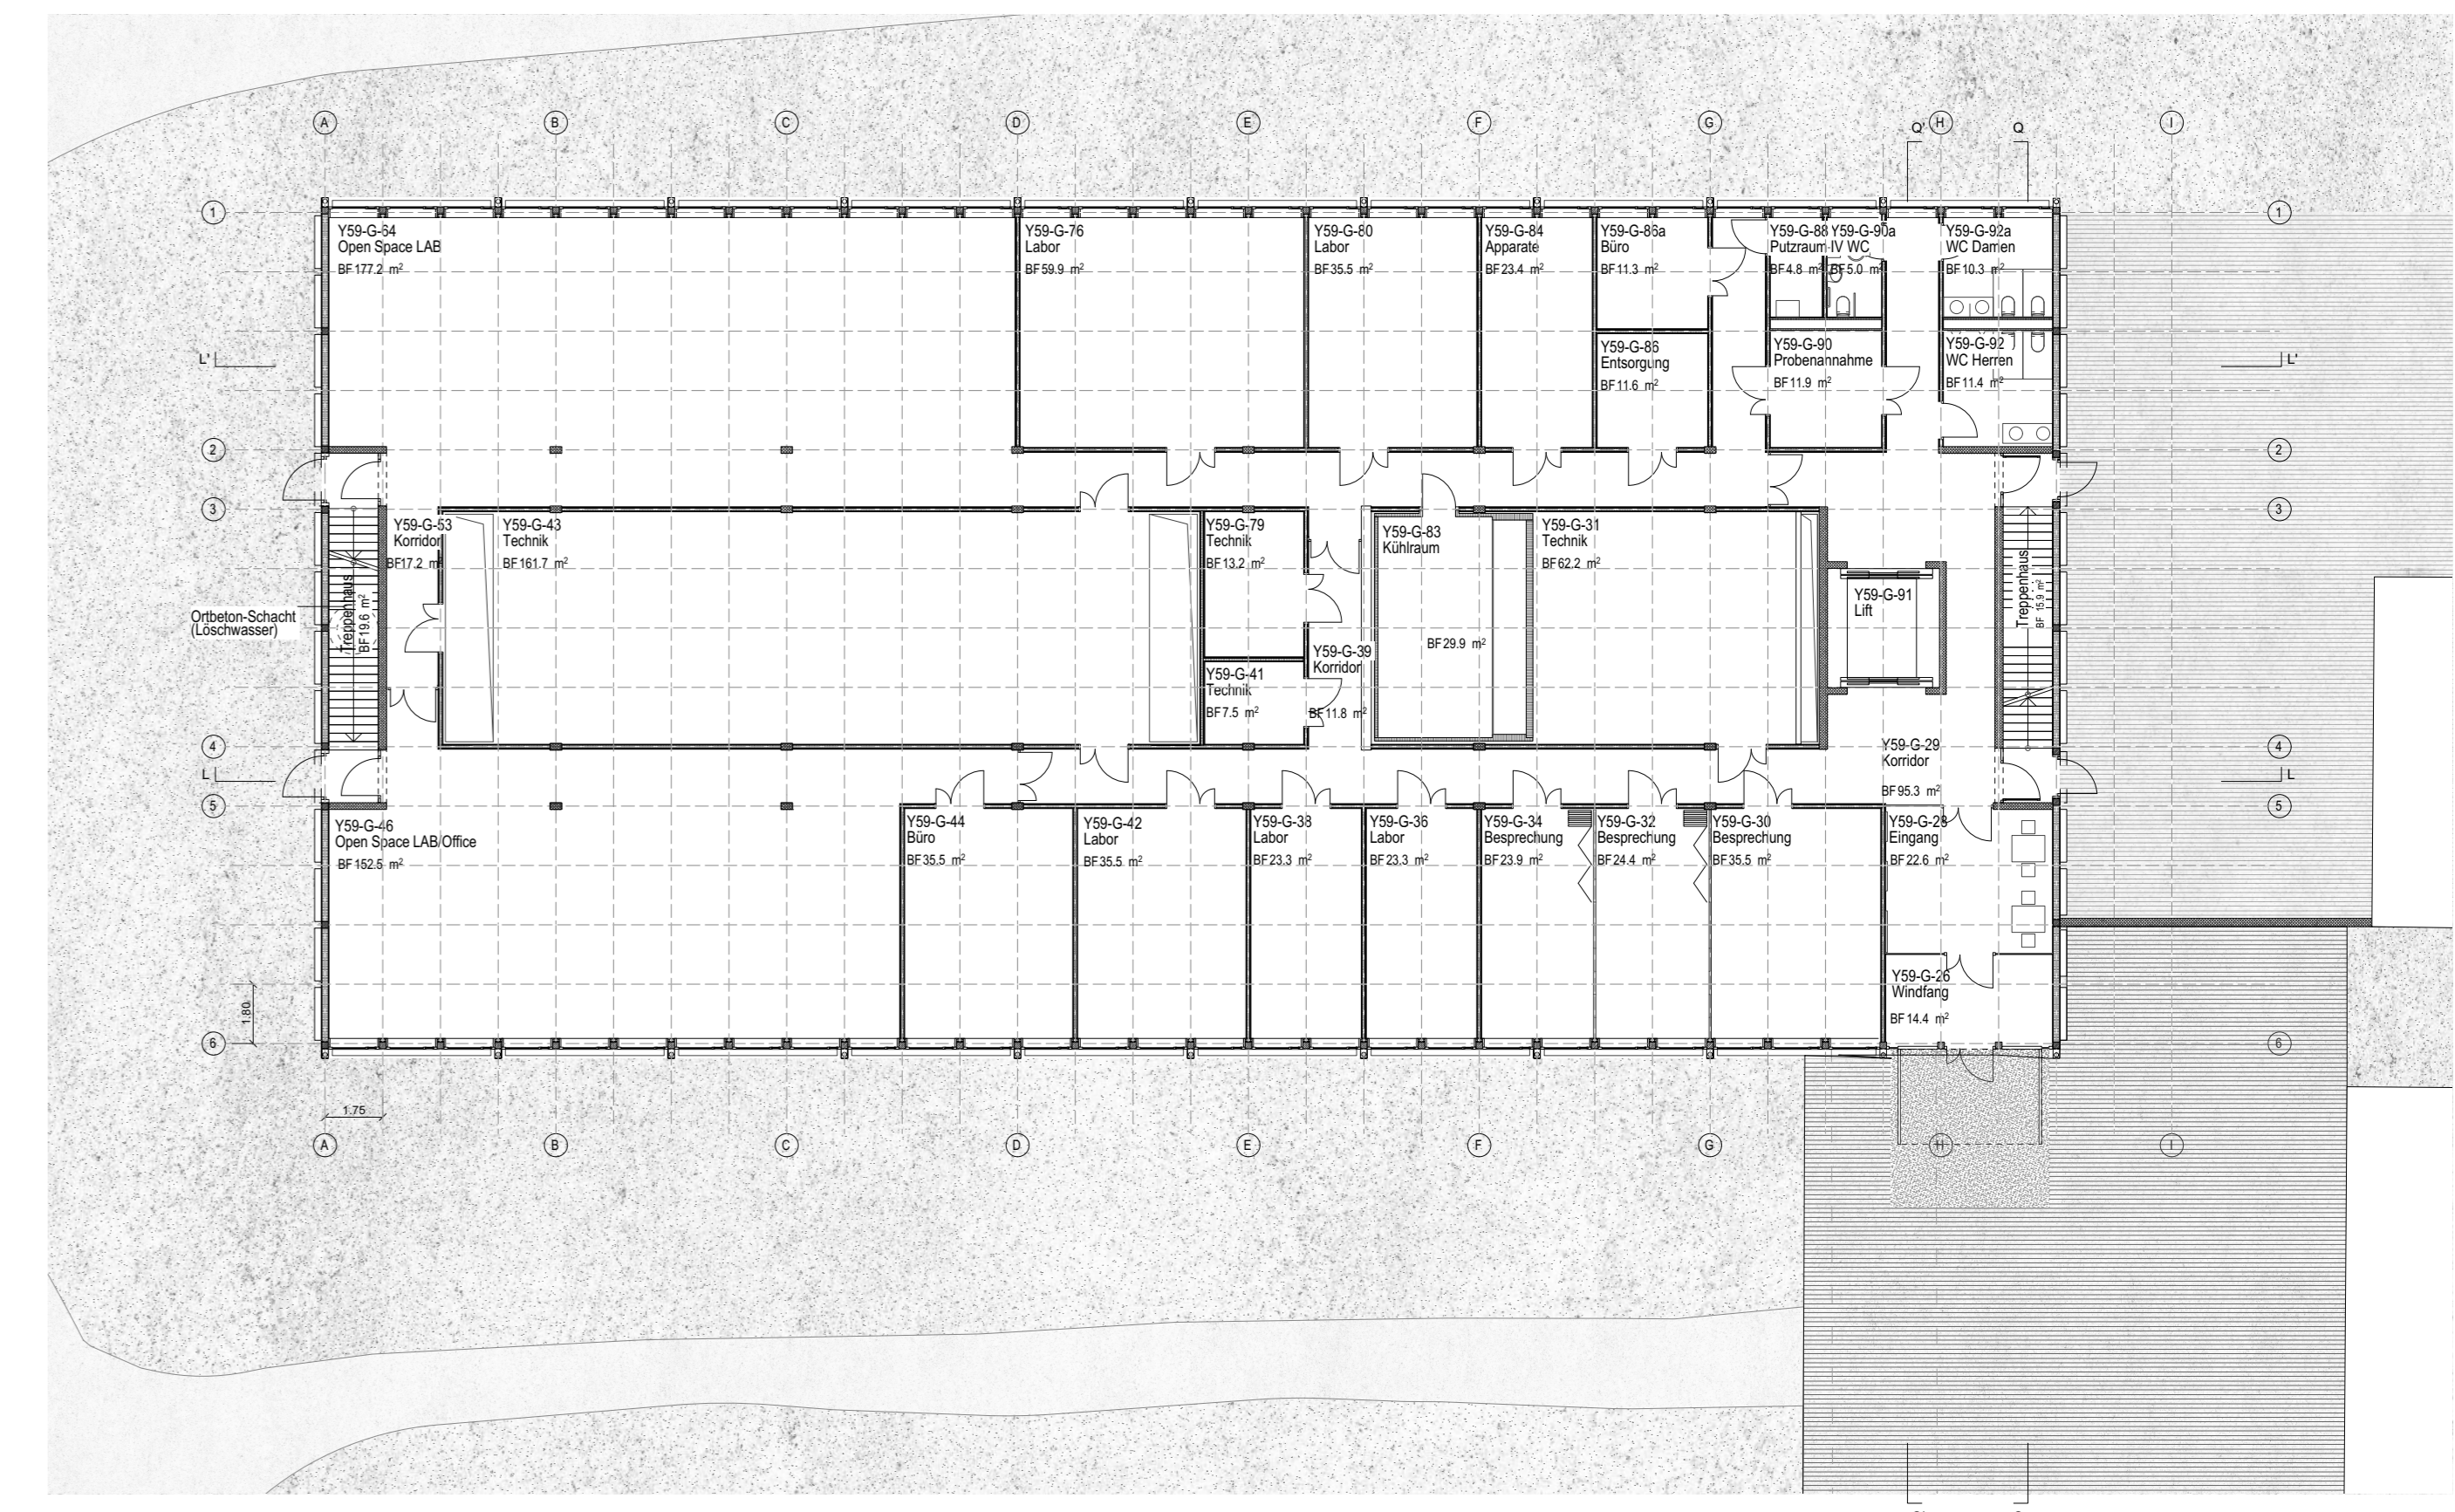 A B C D E F G Q' H Q I
1 1
Y59-G-64
Open Space LAB
BF 177.2 m²
Y59-G-76
Labor
BF 59.9 m²
Y59-G-80
Labor
BF 35.5 m²
Y59-G-84
Apparate
BF 23.4 m²
Y59-G-86a
Büro
BF 11.3 m²
Y59-G-88
Putzraum
BF 4.8 m²
Y59-G-90a
IV WC
BF 5.0 m²
Y59-G-92a
WC Damen
BF 10.3 m²
L' L'
Y59-G-86
Entsorgung
BF 11.6 m²
Y59-G-90
Probenannahme
BF 11.9 m²
Y59-G-92
WC Herren
BF 11.4 m²
2 2
3 3
Y59-G-53
Korridor
BF 17.2 m²
Y59-G-43
Technik
BF 161.7 m²
Y59-G-79
Technik
BF 13.2 m²
Y59-G-83
Kühlraum
BF 29.9 m²
Y59-G-31
Technik
BF 62.2 m²
Y59-G-91
Lift
Treppenhaus
BF 15.9 m²
Ortbeton-Schacht
(Löschwasser)
Treppenhaus
BF 19.6 m²
Y59-G-39
Korridor
BF 11.8 m²
Y59-G-41
Technik
BF 7.5 m²
4 4
Y59-G-29
Korridor
BF 95.3 m²
L L
5 5
Y59-G-46
Open Space LAB/Office
BF 152.5 m²
Y59-G-44
Büro
BF 35.5 m²
Y59-G-42
Labor
BF 35.5 m²
Y59-G-38
Labor
BF 23.3 m²
Y59-G-36
Labor
BF 23.3 m²
Y59-G-34
Besprechung
BF 23.9 m²
Y59-G-32
Besprechung
BF 24.4 m²
Y59-G-30
Besprechung
BF 35.5 m²
Y59-G-28
Eingang
BF 22.6 m²
Y59-G-26
Windfang
BF 14.4 m²
1.80
6 6
1.75
A B C D E F G H I